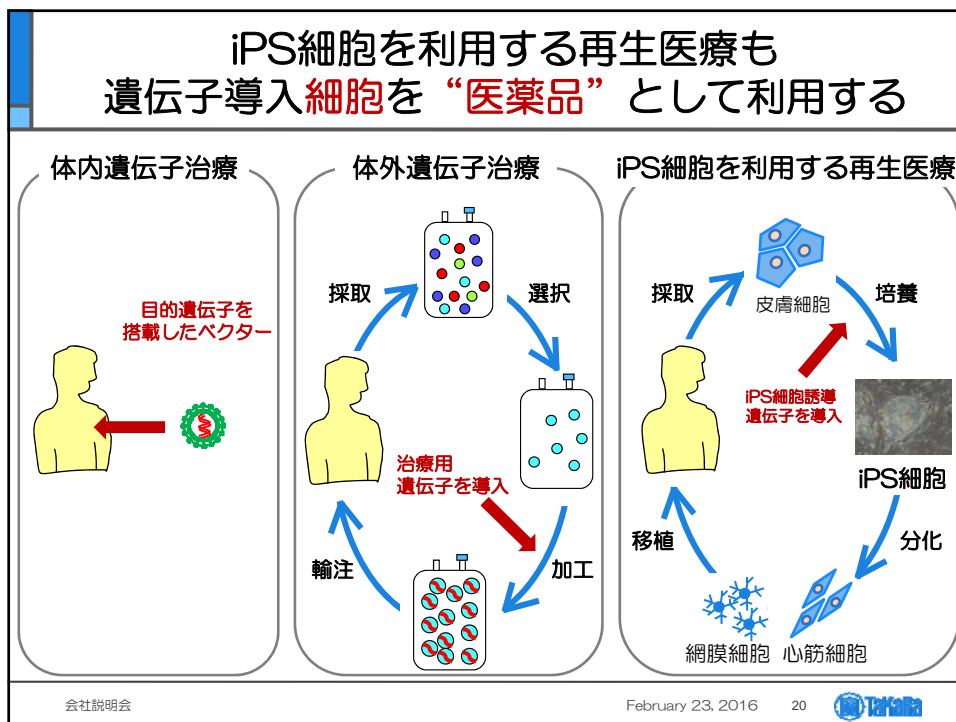 iPS細胞を利用する再生医療も
遺伝子導入細胞を“医薬品”として利用する
体内遺伝子治療
目的遺伝子を
搭載したベクター
体外遺伝子治療
採取
選択
治療用
遺伝子を導入
輸注
加工
iPS細胞を利用する再生医療
採取
皮膚細胞
培養
iPS細胞誘導
遺伝子を導入
iPS細胞
移植
分化
網膜細胞
心筋細胞
会社説明会
February 23, 2016
20
TaKaRa